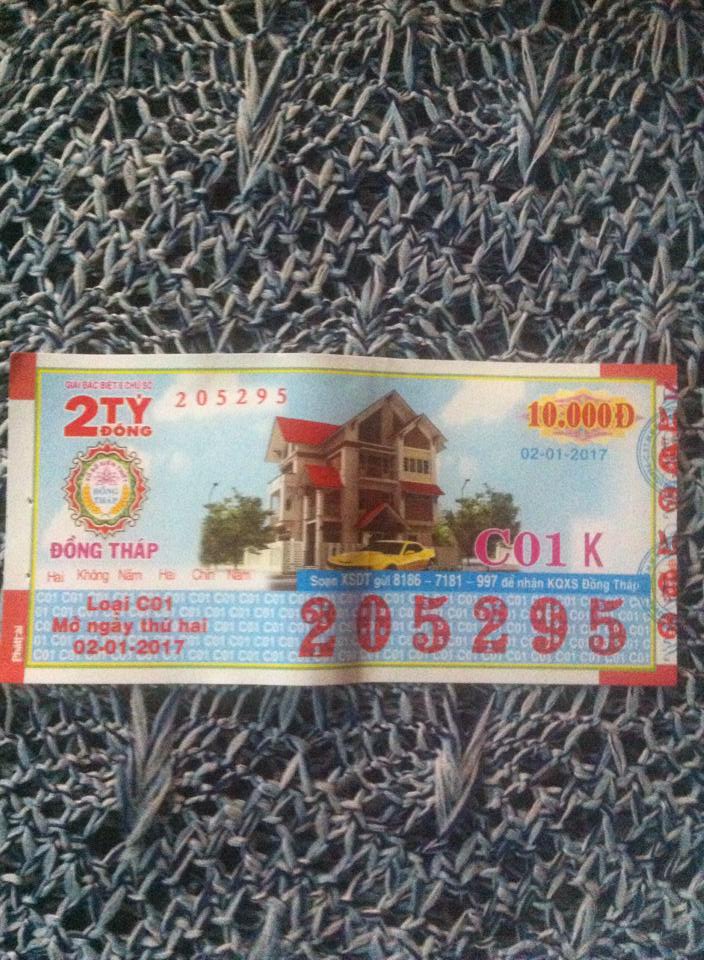 GIẢI ĐẶC BIỆT 6 CHỮ SỐ
2 TỶ
ĐỒNG
205295
10.000Đ
02-01-2017
ĐỒNG THÁP
ĐỒNG THÁP
C01 K
Hai Không Năm Hai Chín Năm
Soạn XSDT gửi 8186 – 7181 – 997 để nhận KQXS Đồng Tháp
Loại C01
Mở ngày thứ hai
02-01-2017
205295